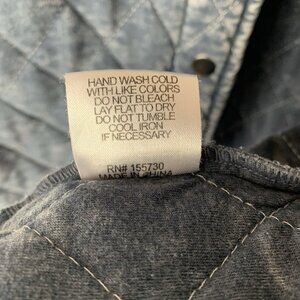 HAND WASH COLD
WITH LIKE COLORS
DO NOT BLEACH
LAY FLAT TO DRY
DO NOT TUMBLE
COOL IRON
IF NECESSARY
RN# 155730
MADE IN CHINA